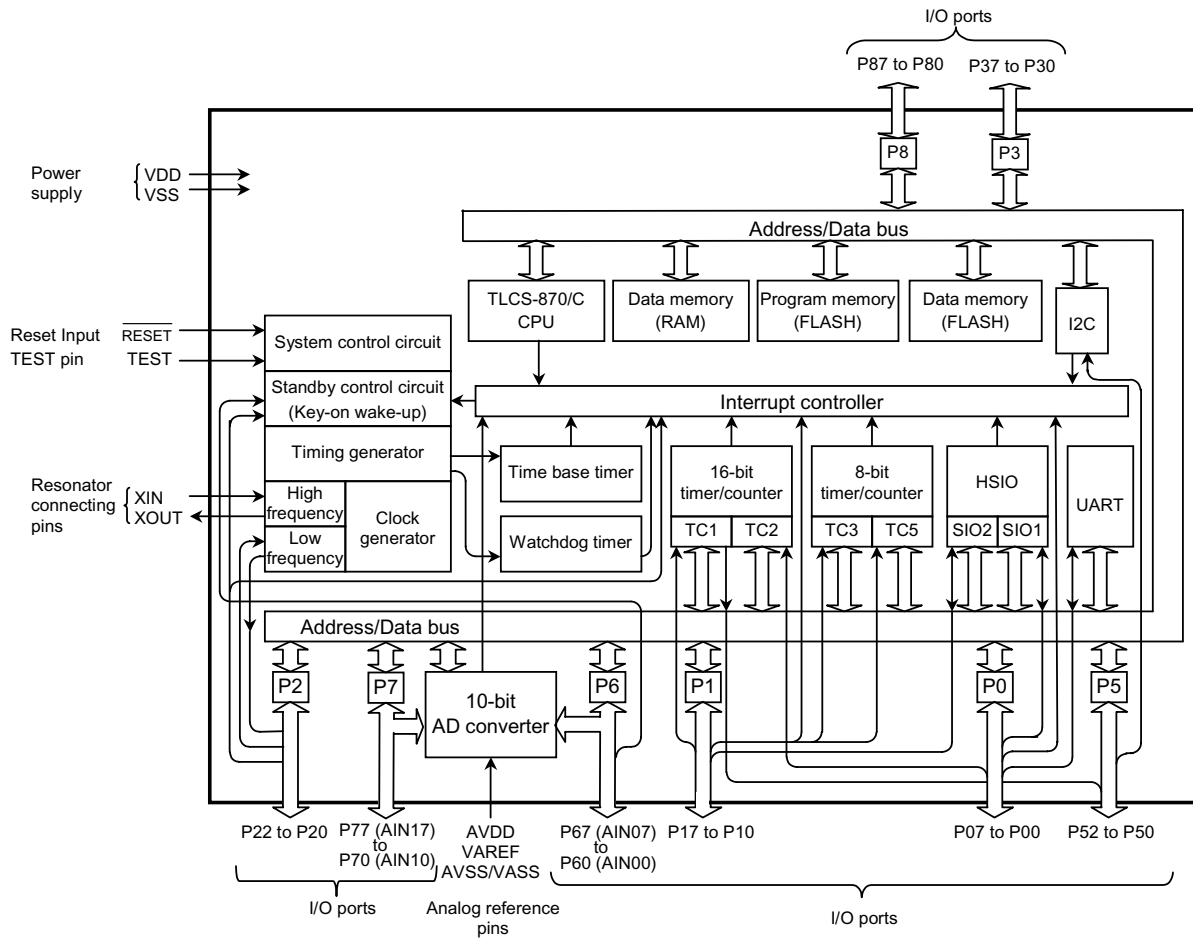 I/O ports
P87 to P80
P37 to P30
P8
P3
Power
supply
VDD
VSS
Address/Data bus
TLCS-870/C
CPU
Data memory
(RAM)
Program memory
(FLASH)
Data memory
(FLASH)
I2C
Reset Input
RESET
TEST pin
TEST
System control circuit
Standby control circuit
(Key-on wake-up)
Interrupt controller
Timing generator
Time base timer
16-bit
timer/counter
8-bit
timer/counter
HSIO
UART
Resonator
connecting
pins
XIN
XOUT
High
frequency
Clock
generator
Low
frequency
Watchdog timer
TC1
TC2
TC3
TC5
SIO2
SIO1
Address/Data bus
P2
P7
10-bit
AD converter
P6
P1
P0
P5
P22 to P20
P77 (AIN17)
to
P70 (AIN10)
AVDD
VAREF
AVSS/VASS
P67 (AIN07)
to
P60 (AIN00)
P17 to P10
P07 to P00
P52 to P50
I/O ports
Analog reference
pins
I/O ports